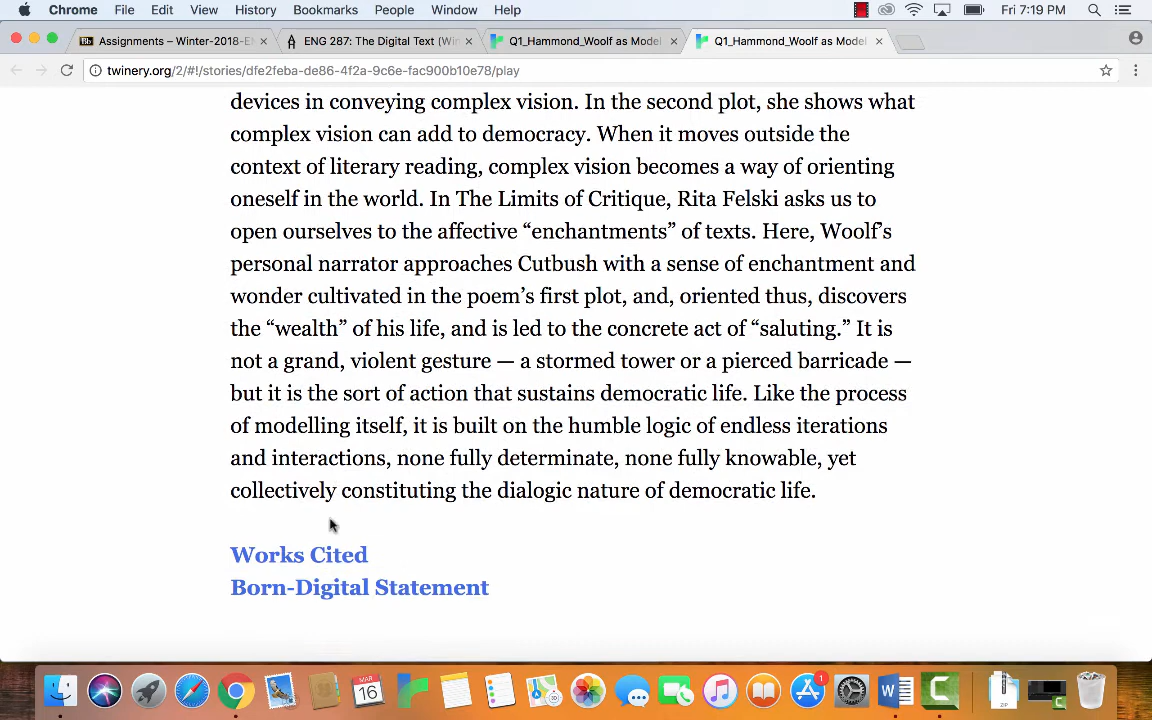 Chrome File Edit View History Bookmarks People Window Help Fri 7:19 PM
Assignments – Winter-2018-EN
ENG 287: The Digital Text (Win
Q1_Hammond_Woolf as Model
Q1_Hammond_Woolf as Model
twinery.org/2/#!/stories/dfe2feba-de86-4f2a-9c6e-fac900b10e78/play
devices in conveying complex vision. In the second plot, she shows what
complex vision can add to democracy. When it moves outside the
context of literary reading, complex vision becomes a way of orienting
oneself in the world. In The Limits of Critique, Rita Felski asks us to
open ourselves to the affective “enchantments” of texts. Here, Woolf’s
personal narrator approaches Cutbush with a sense of enchantment and
wonder cultivated in the poem’s first plot, and, oriented thus, discovers
the “wealth” of his life, and is led to the concrete act of “saluting.” It is
not a grand, violent gesture — a stormed tower or a pierced barricade —
but it is the sort of action that sustains democratic life. Like the process
of modelling itself, it is built on the humble logic of endless iterations
and interactions, none fully determinate, none fully knowable, yet
collectively constituting the dialogic nature of democratic life.
Works Cited
Born-Digital Statement
MAR
16
1
ZIP